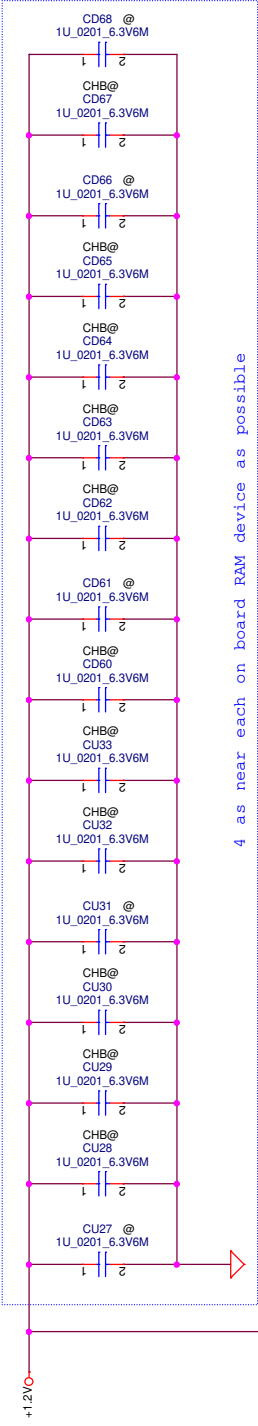 CD68 @
1U_0201_6.3V6M
1 2
CHB@
CD67
1U_0201_6.3V6M
1 2
CD66 @
1U_0201_6.3V6M
1 2
CHB@
CD65
1U_0201_6.3V6M
1 2
CHB@
CD64
1U_0201_6.3V6M
1 2
CHB@
CD63
1U_0201_6.3V6M
1 2
CHB@
CD62
1U_0201_6.3V6M
1 2
CD61 @
1U_0201_6.3V6M
1 2
CHB@
CD60
1U_0201_6.3V6M
1 2
CHB@
CU33
1U_0201_6.3V6M
1 2
CHB@
CU32
1U_0201_6.3V6M
1 2
CU31 @
1U_0201_6.3V6M
1 2
CHB@
CU30
1U_0201_6.3V6M
1 2
CHB@
CU29
1U_0201_6.3V6M
1 2
CHB@
CU28
1U_0201_6.3V6M
1 2
CU27 @
1U_0201_6.3V6M
1 2
4 as near each on board RAM device as possible
+1.2V